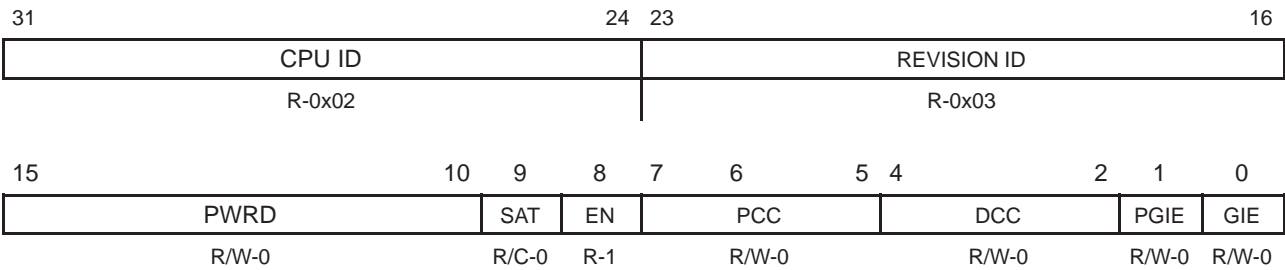 31 24 23 16
CPU ID REVISION ID
R-0x02 R-0x03
15 10 9 8 7 6 5 4 2 1 0
PWRD SAT EN PCC DCC PGIE GIE
R/W-0 R/C-0 R-1 R/W-0 R/W-0 R/W-0 R/W-0